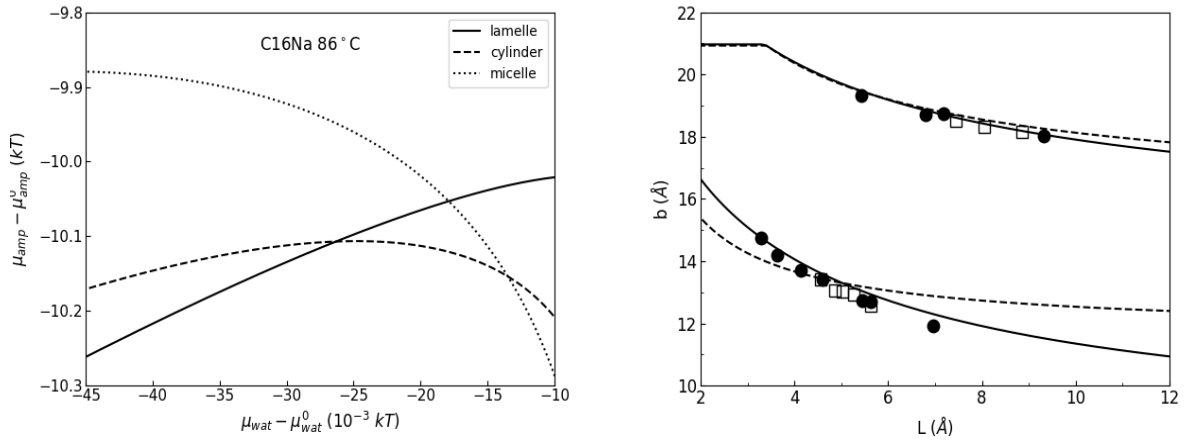 −9.8
−9.9
−10.0
−10.1
−10.2
−10.3
μamp − μ⁰amp (kT)
C16Na 86°C
lamelle
cylinder
micelle
−45 −40 −35 −30 −25 −20 −15 −10
μwat − μ⁰wat (10⁻³ kT)
22
20
18
16
14
12
10
b (Å)
2 4 6 8 10 12
L (Å)